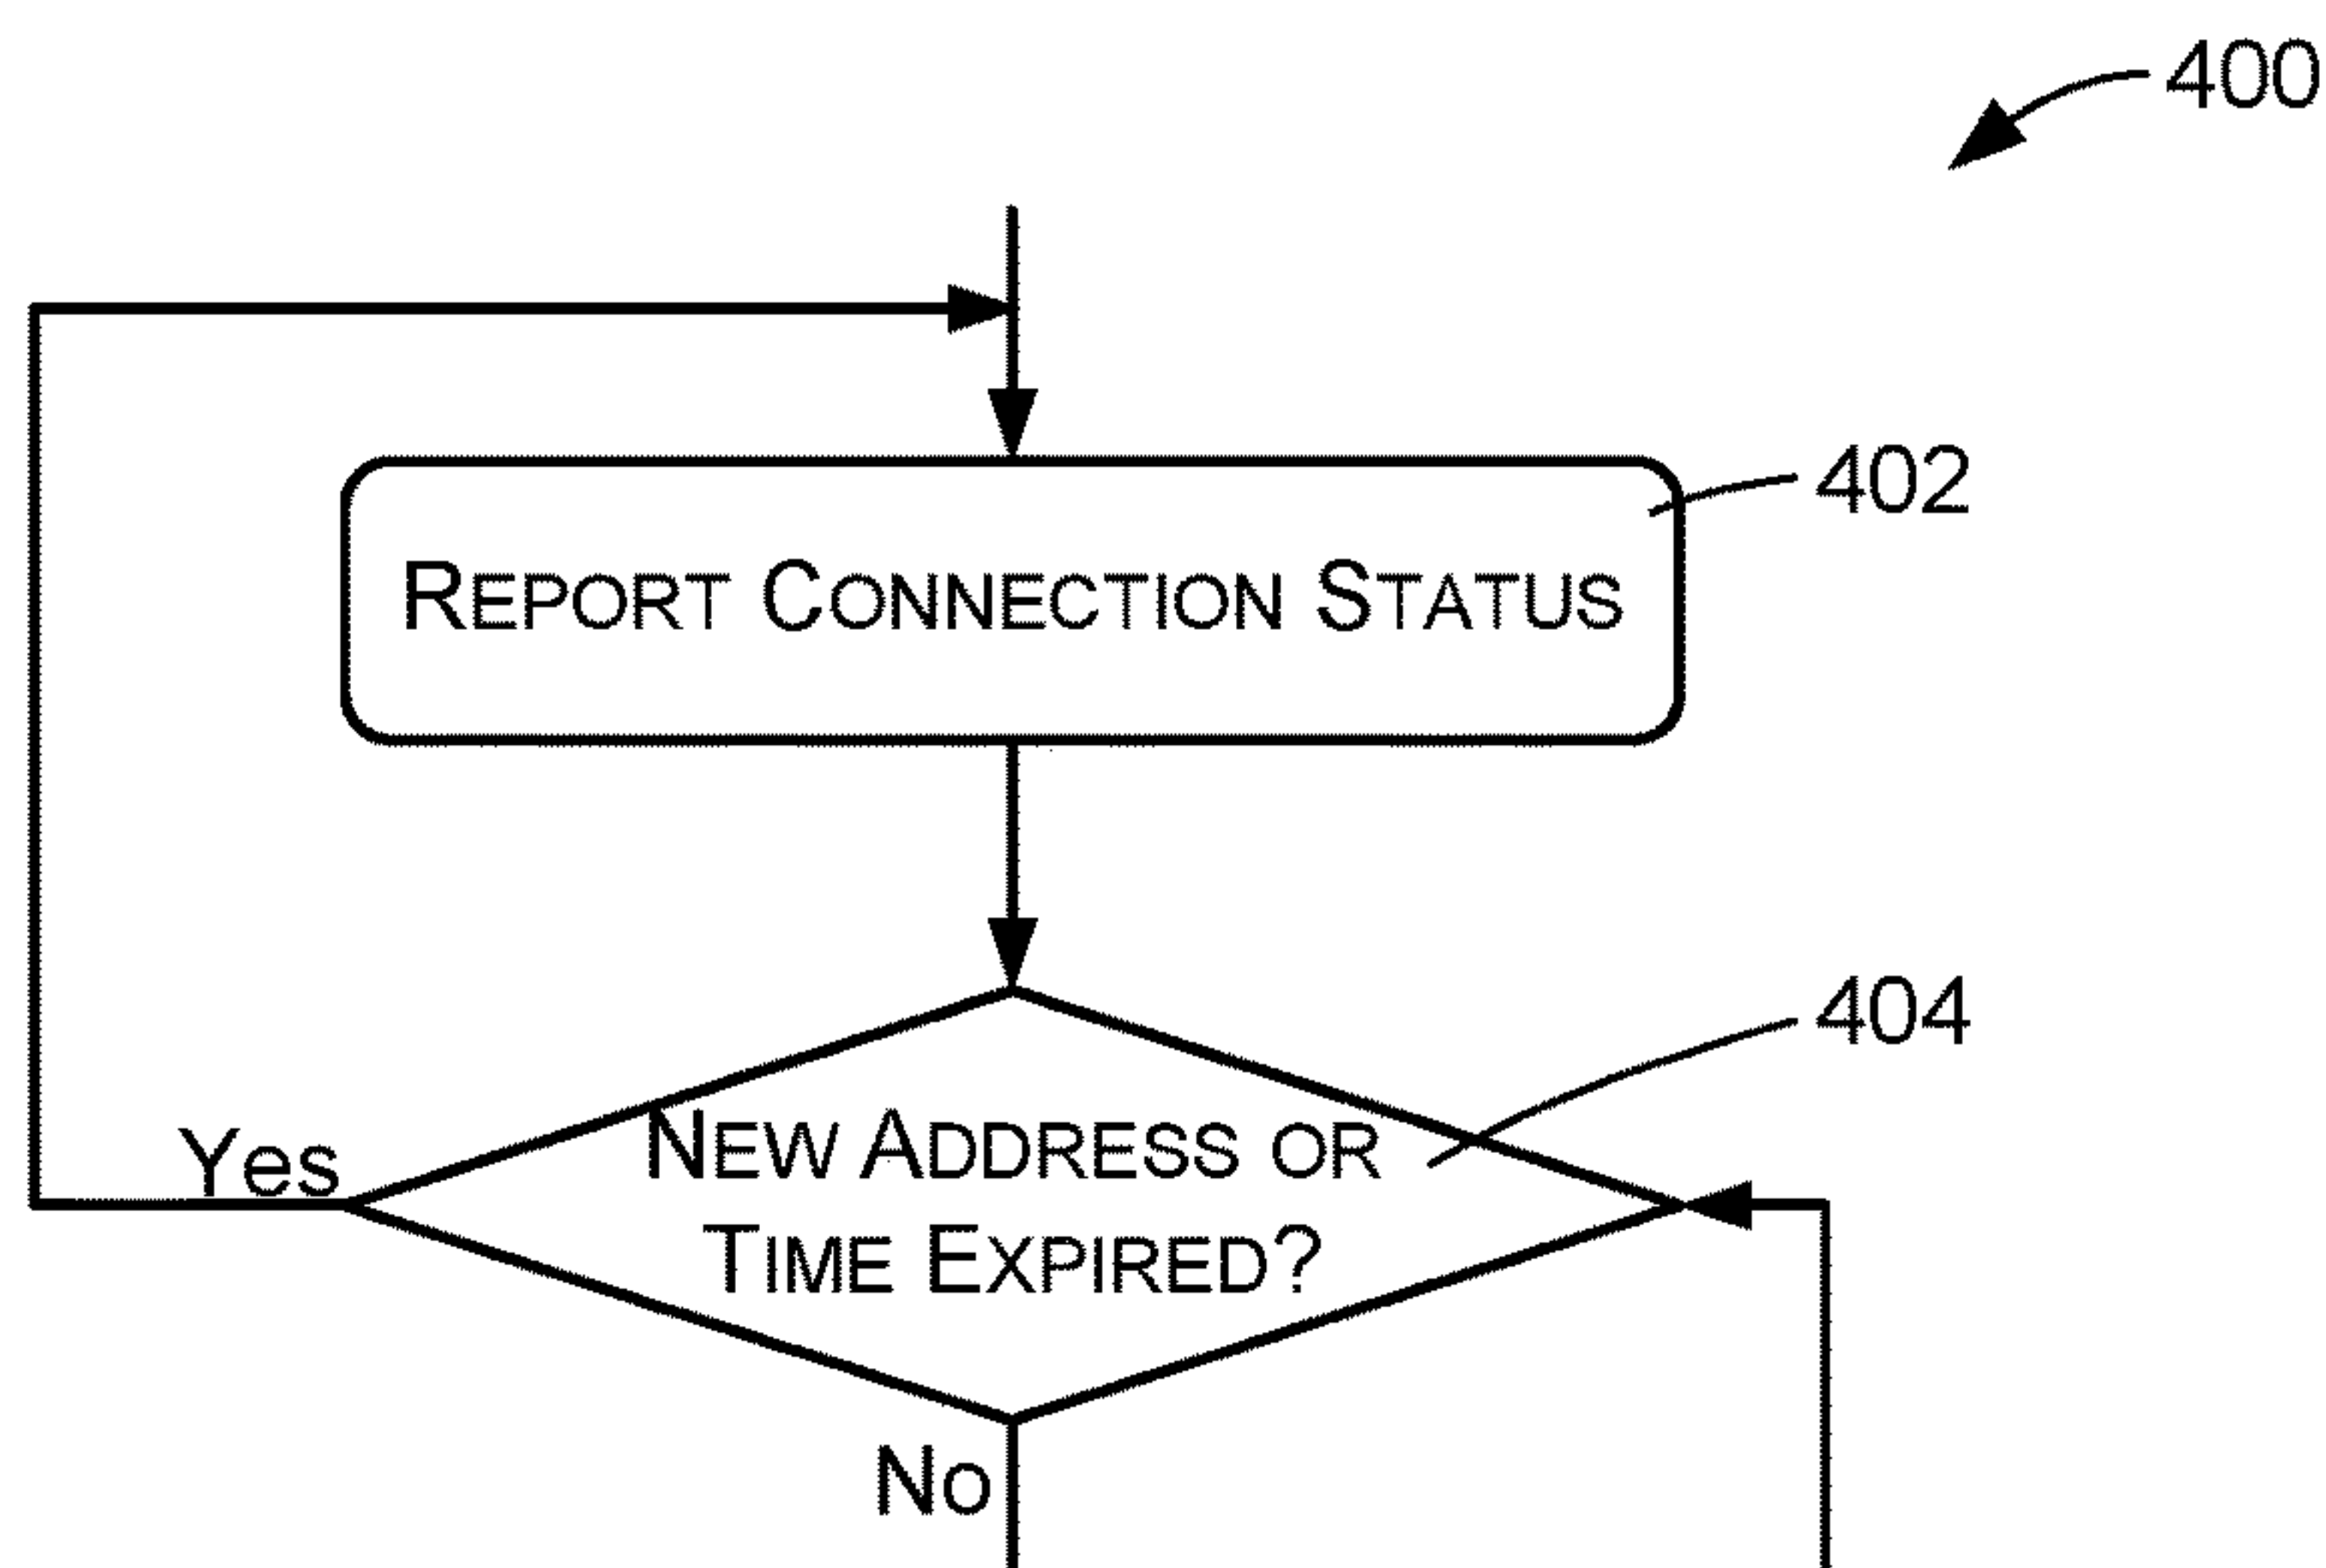 400
402
REPORT CONNECTION STATUS
404
NEW ADDRESS OR
TIME EXPIRED?
Yes
No